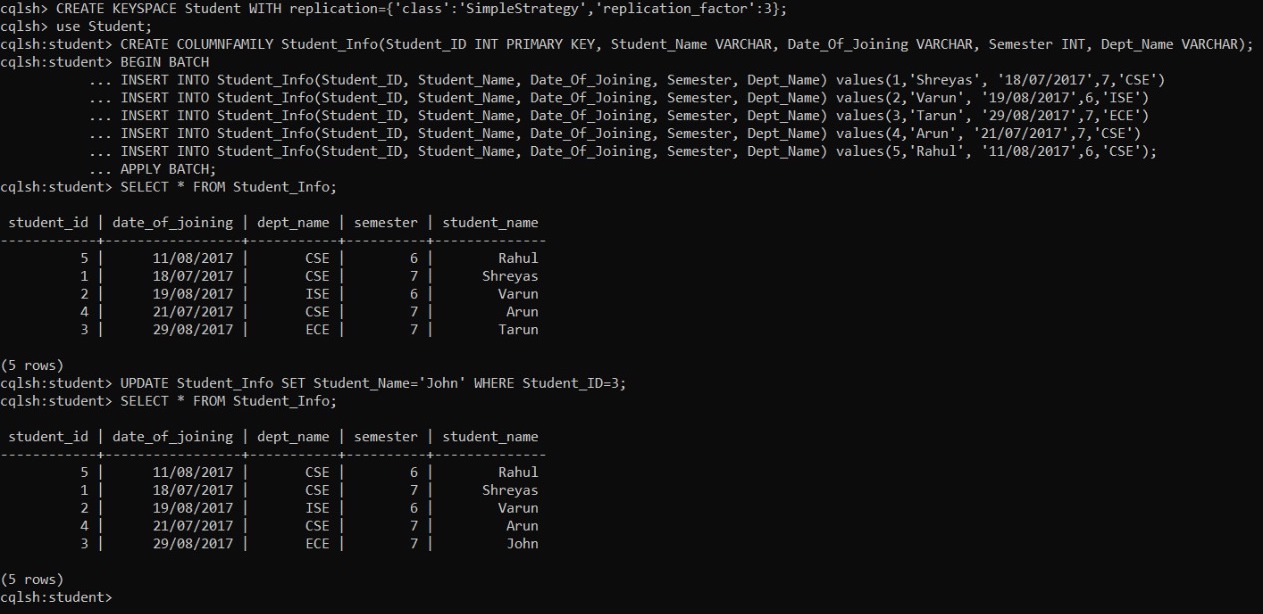 cqlsh> CREATE KEYSPACE Student WITH replication={'class':'SimpleStrategy','replication_factor':3};
cqlsh> use Student;
cqlsh:student> CREATE COLUMNFAMILY Student_Info(Student_ID INT PRIMARY KEY, Student_Name VARCHAR, Date_Of_Joining VARCHAR, Semester INT, Dept_Name VARCHAR);
cqlsh:student> BEGIN BATCH
           ... INSERT INTO Student_Info(Student_ID, Student_Name, Date_Of_Joining, Semester, Dept_Name) values(1,'Shreyas', '18/07/2017',7,'CSE')
           ... INSERT INTO Student_Info(Student_ID, Student_Name, Date_Of_Joining, Semester, Dept_Name) values(2,'Varun', '19/08/2017',6,'ISE')
           ... INSERT INTO Student_Info(Student_ID, Student_Name, Date_Of_Joining, Semester, Dept_Name) values(3,'Tarun', '29/08/2017',7,'ECE')
           ... INSERT INTO Student_Info(Student_ID, Student_Name, Date_Of_Joining, Semester, Dept_Name) values(4,'Arun', '21/07/2017',7,'CSE')
           ... INSERT INTO Student_Info(Student_ID, Student_Name, Date_Of_Joining, Semester, Dept_Name) values(5,'Rahul', '11/08/2017',6,'CSE');
           ... APPLY BATCH;
cqlsh:student> SELECT * FROM Student_Info;

 student_id | date_of_joining | dept_name | semester | student_name
------------+-----------------+-----------+----------+--------------
          5 |      11/08/2017 |       CSE |        6 |        Rahul
          1 |      18/07/2017 |       CSE |        7 |      Shreyas
          2 |      19/08/2017 |       ISE |        6 |        Varun
          4 |      21/07/2017 |       CSE |        7 |         Arun
          3 |      29/08/2017 |       ECE |        7 |        Tarun

(5 rows)
cqlsh:student> UPDATE Student_Info SET Student_Name='John' WHERE Student_ID=3;
cqlsh:student> SELECT * FROM Student_Info;

 student_id | date_of_joining | dept_name | semester | student_name
------------+-----------------+-----------+----------+--------------
          5 |      11/08/2017 |       CSE |        6 |        Rahul
          1 |      18/07/2017 |       CSE |        7 |      Shreyas
          2 |      19/08/2017 |       ISE |        6 |        Varun
          4 |      21/07/2017 |       CSE |        7 |         Arun
          3 |      29/08/2017 |       ECE |        7 |         John

(5 rows)
cqlsh:student>